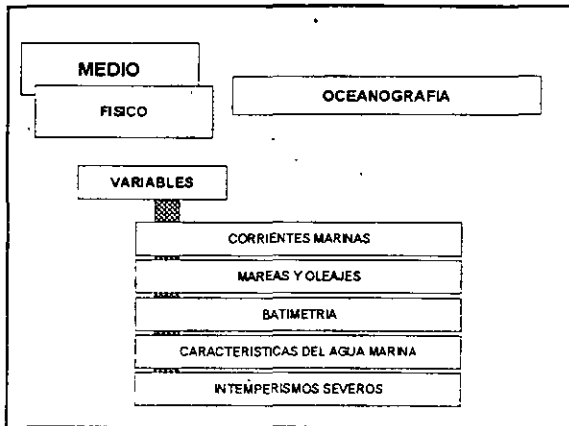 MEDIO
FISICO
OCEANOGRAFIA
VARIABLES
CORRIENTES MARINAS
MAREAS Y OLEAJES
BATIMETRIA
CARACTERISTICAS DEL AGUA MARINA
INTEMPERISMOS SEVEROS